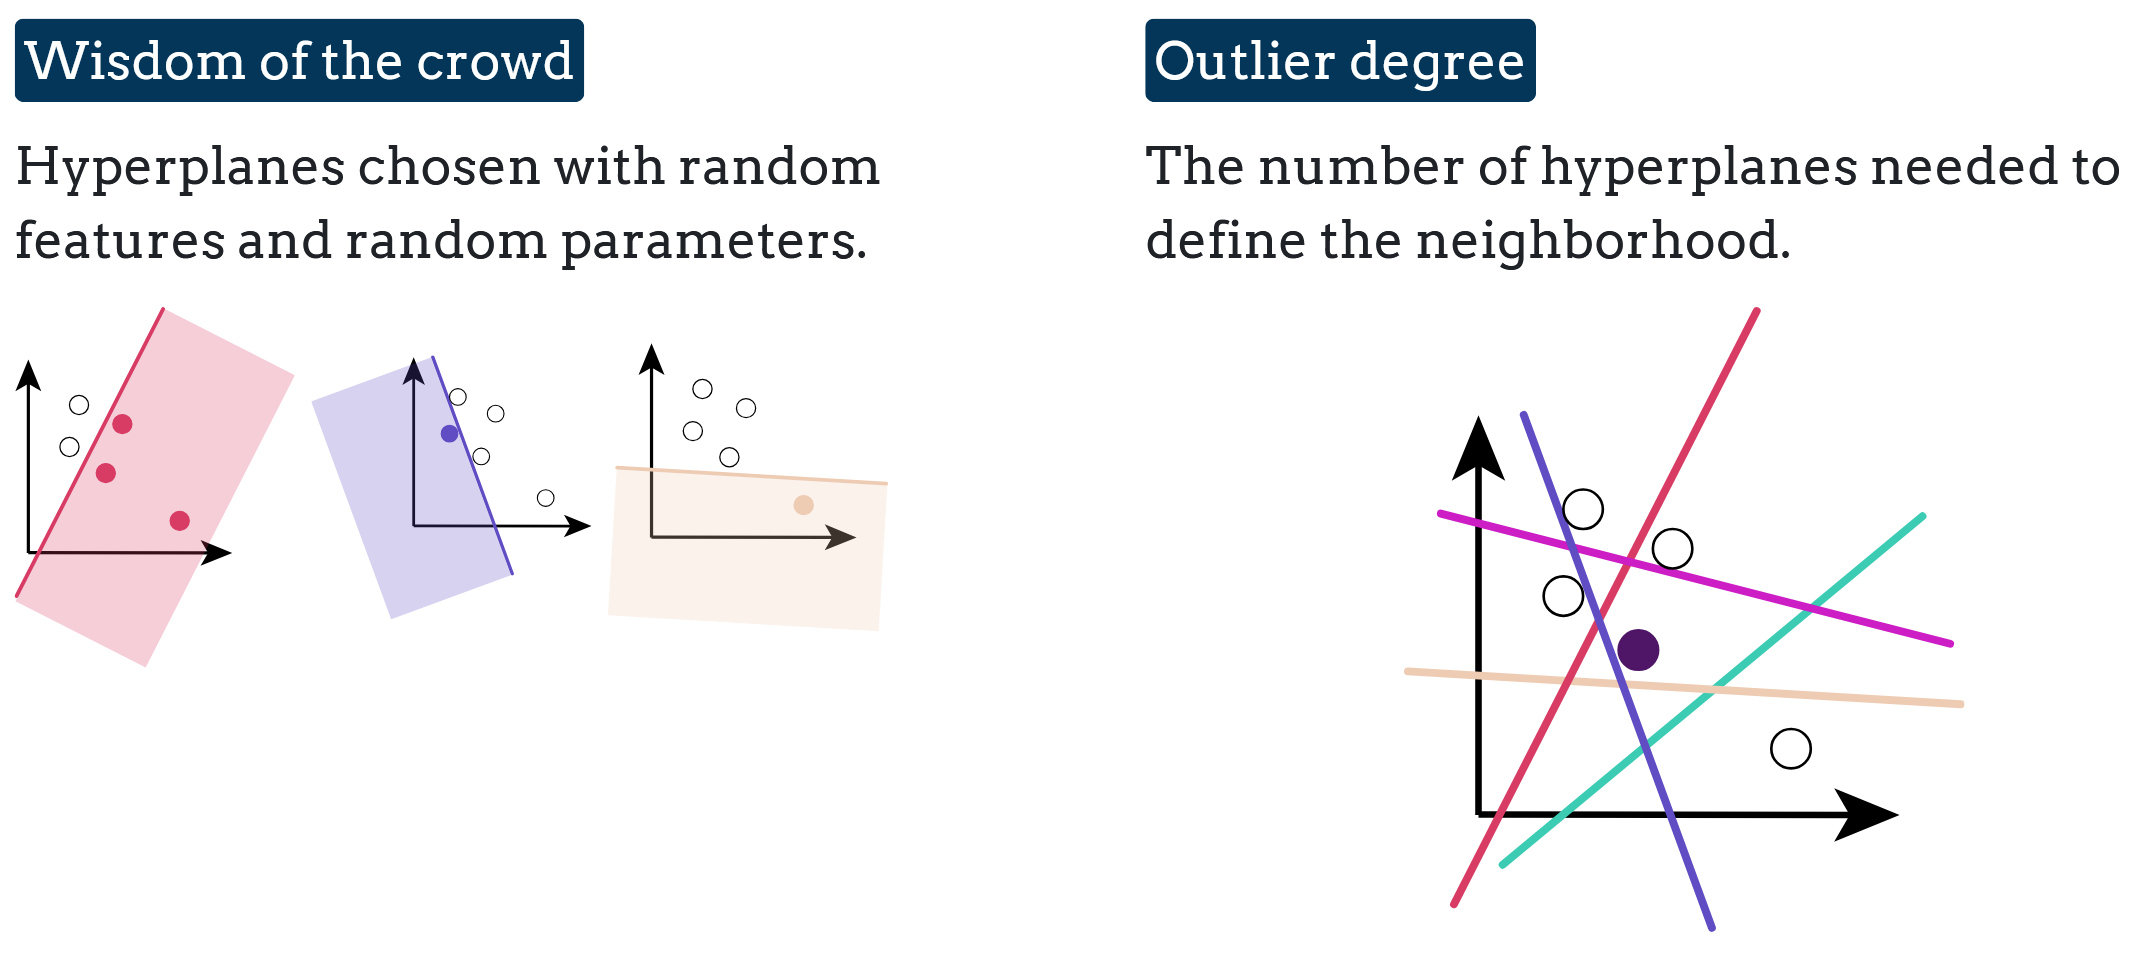 Wisdom of the crowd
Hyperplanes chosen with random
features and random parameters.
Outlier degree
The number of hyperplanes needed to
define the neighborhood.